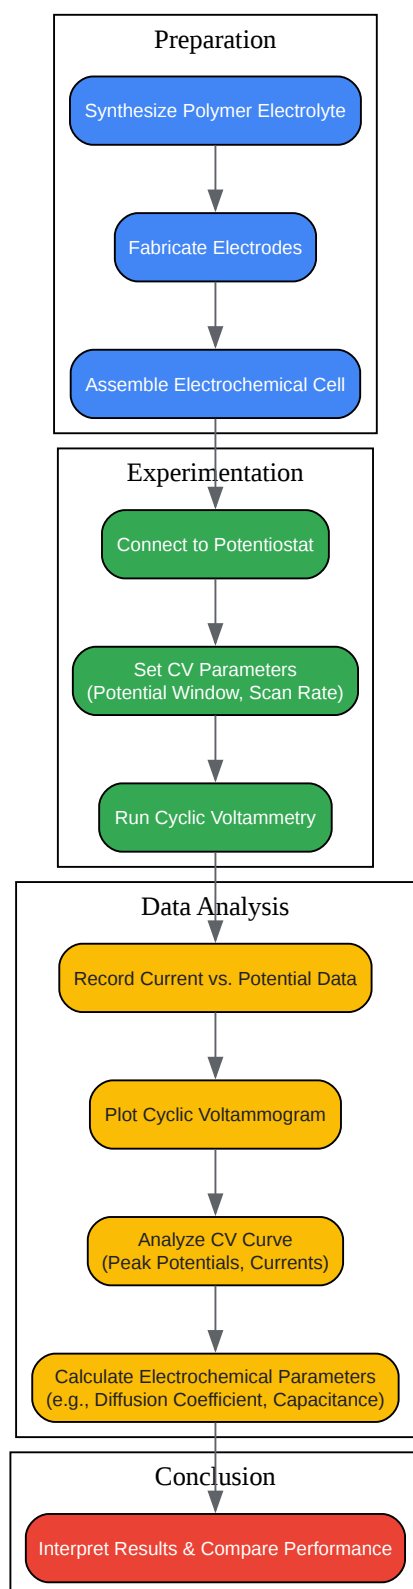 Preparation
Synthesize Polymer Electrolyte
Fabricate Electrodes
Assemble Electrochemical Cell
Experimentation
Connect to Potentiostat
Set CV Parameters
(Potential Window, Scan Rate)
Run Cyclic Voltammetry
Data Analysis
Record Current vs. Potential Data
Plot Cyclic Voltammogram
Analyze CV Curve
(Peak Potentials, Currents)
Calculate Electrochemical Parameters
(e.g., Diffusion Coefficient, Capacitance)
Conclusion
Interpret Results & Compare Performance